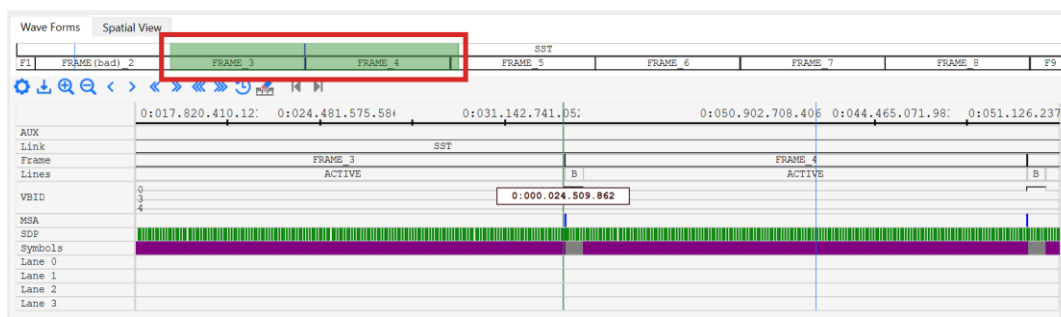 Wave Forms Spatial View
SST
F1 FRAME(bad)_2 FRAME_3 FRAME_4 FRAME_5 FRAME_6 FRAME_7 FRAME_8 F9
0:017.820.410.12 0:024.481.575.58 0:031.142.741.05 0:050.902.708.406 0:044.465.071.98 0:051.126.237
AUX
Link SST
Frame FRAME_3 FRAME_4
Lines ACTIVE B ACTIVE B
VBID 0 3 4 0:000.024.509.862
MSA
SDP
Symbols
Lane 0
Lane 1
Lane 2
Lane 3